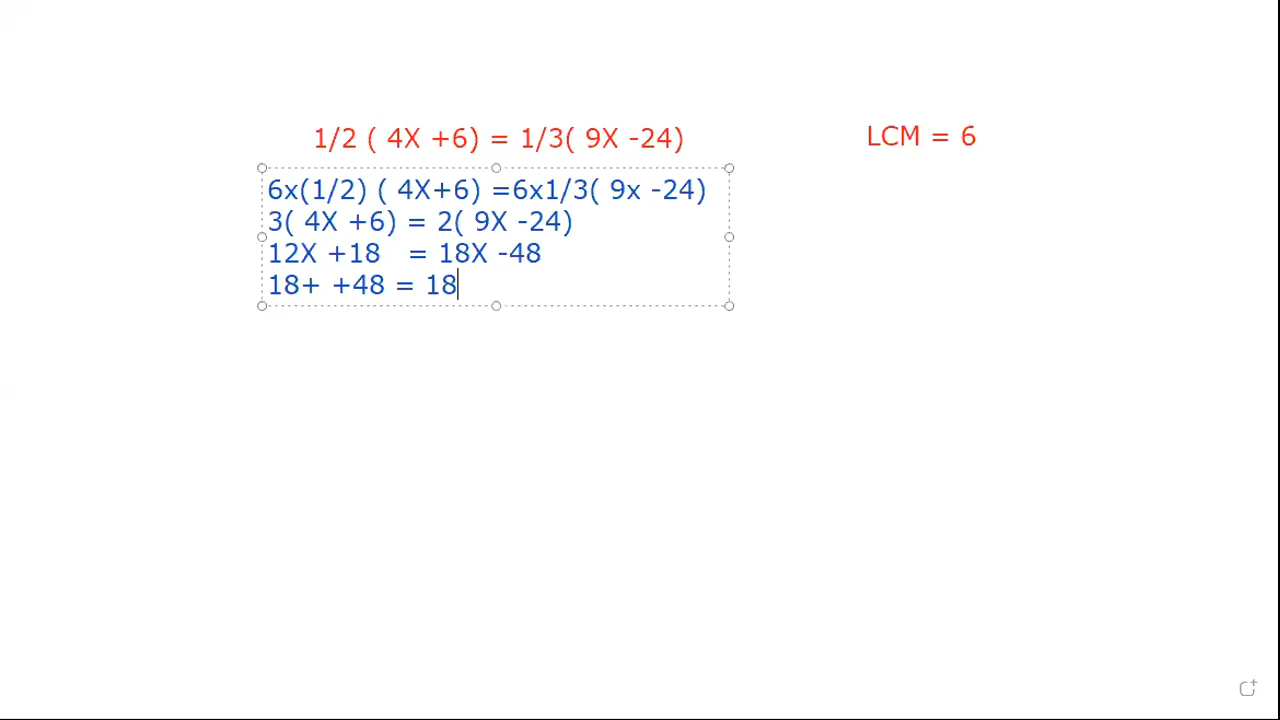 1/2 ( 4X +6) = 1/3( 9X -24)
LCM = 6
6x(1/2) ( 4X+6) =6x1/3( 9x -24)
3( 4X +6) = 2( 9X -24)
12X +18   = 18X -48
18+ +48 = 18